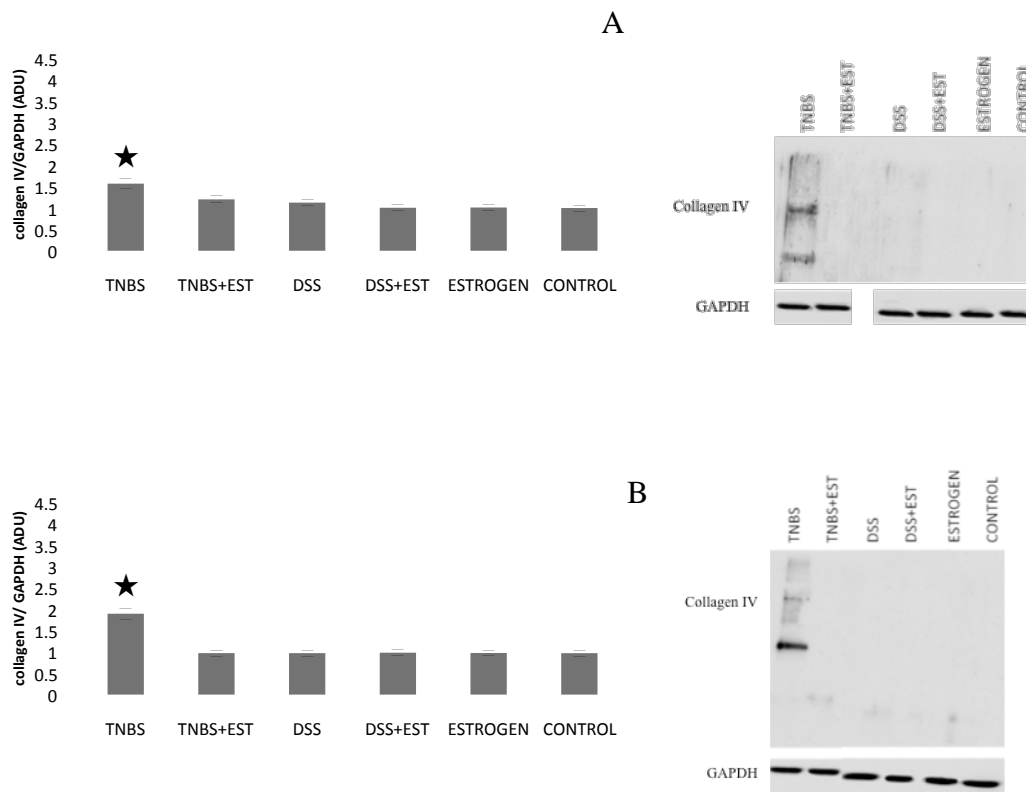 A
collagen IV/GAPDH (ADU)
4.5
4
3.5
3
2.5
2
1.5
1
0.5
0
★
TNBS TNBS+EST DSS DSS+EST ESTROGEN CONTROL
TNBS TNBS+EST DSS DSS+EST ESTROGEN CONTROL
Collagen IV
GAPDH
B
collagen IV/ GAPDH (ADU)
4.5
4
3.5
3
2.5
2
1.5
1
0.5
0
★
TNBS TNBS+EST DSS DSS+EST ESTROGEN CONTROL
TNBS TNBS+EST DSS DSS+EST ESTROGEN CONTROL
Collagen IV
GAPDH